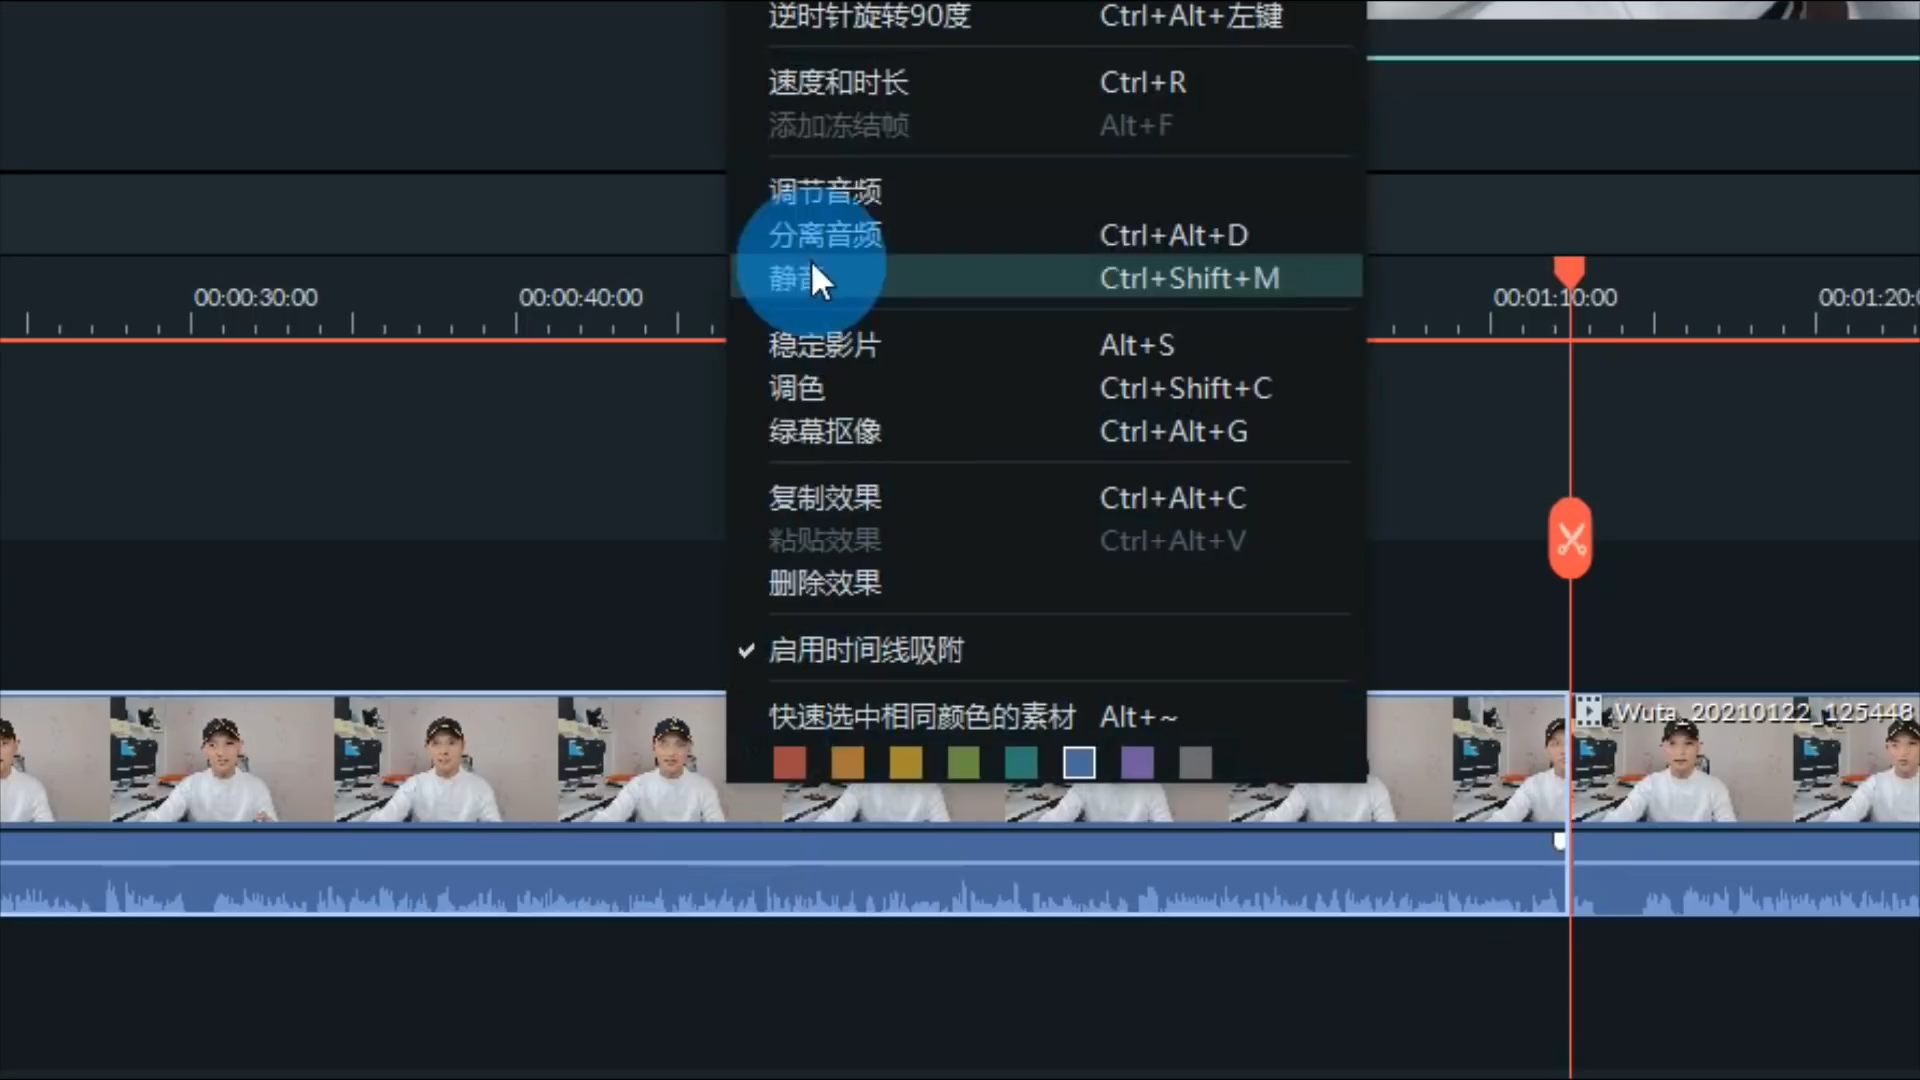 逆时针旋转90度 Ctrl+Alt+左键
速度和时长 Ctrl+R
添加冻结帧 Alt+F
调节音频
分离音频 Ctrl+Alt+D
静音 Ctrl+Shift+M
00:00:30:00 00:00:40:00 00:01:10:00 00:01:20:0
稳定影片 Alt+S
调色 Ctrl+Shift+C
绿幕抠像 Ctrl+Alt+G
复制效果 Ctrl+Alt+C
粘贴效果 Ctrl+Alt+V
删除效果
启用时间线吸附
快速选中相同颜色的素材 Alt+~
Wuta_20210122_125448